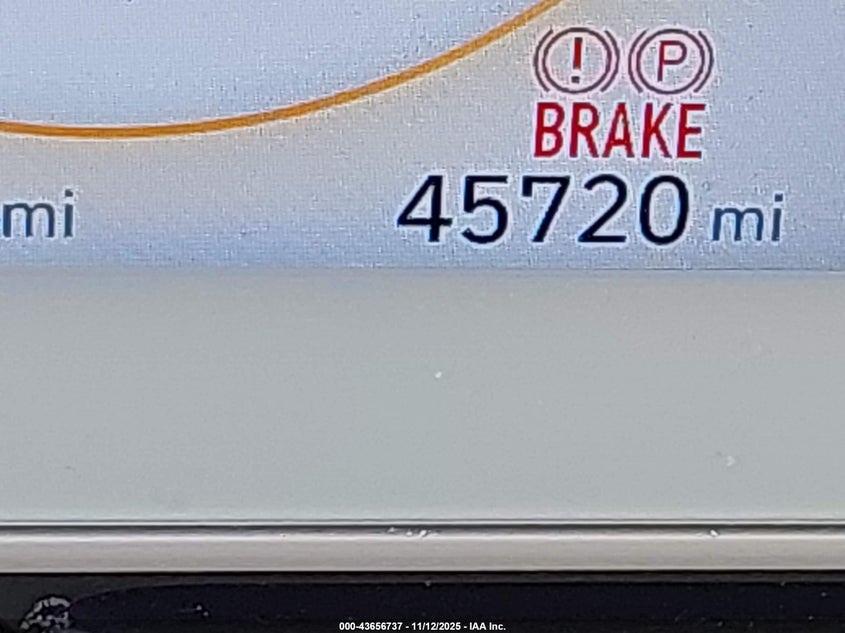 ! P
BRAKE
mi 45720 mi
000-43656737 - 11/12/2025 - IAA Inc.